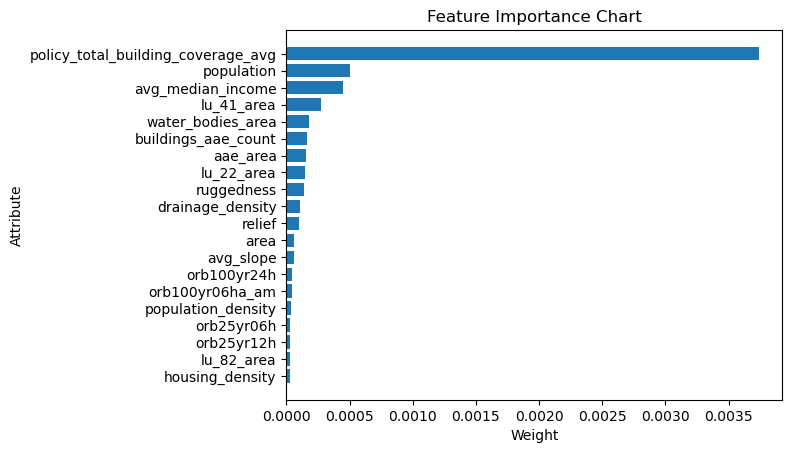 Feature Importance Chart
policy_total_building_coverage_avg
population
avg_median_income
lu_41_area
water_bodies_area
buildings_aae_count
aae_area
lu_22_area
ruggedness
drainage_density
relief
area
avg_slope
orb100yr24h
orb100yr06ha_am
population_density
orb25yr06h
orb25yr12h
lu_82_area
housing_density
Attribute
0.0000 0.0005 0.0010 0.0015 0.0020 0.0025 0.0030 0.0035
Weight